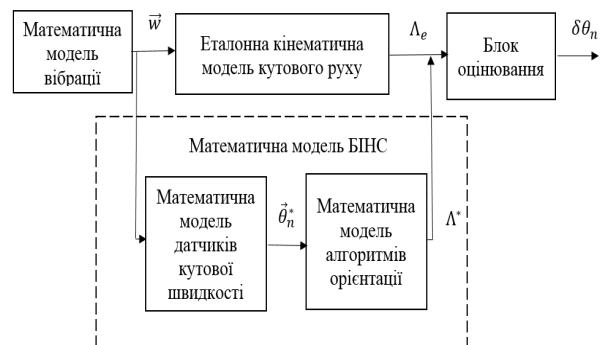 Математична
модель
вібрації
w⃗
Еталонна кінематична
модель кутового руху
Λₑ
Блок
оцінювання
δθₙ
Математична модель БІНС
Математична
модель
датчиків
кутової
швидкості
θ⃗ₙ*
Математична
модель
алгоритмів
орієнтації
Λ*